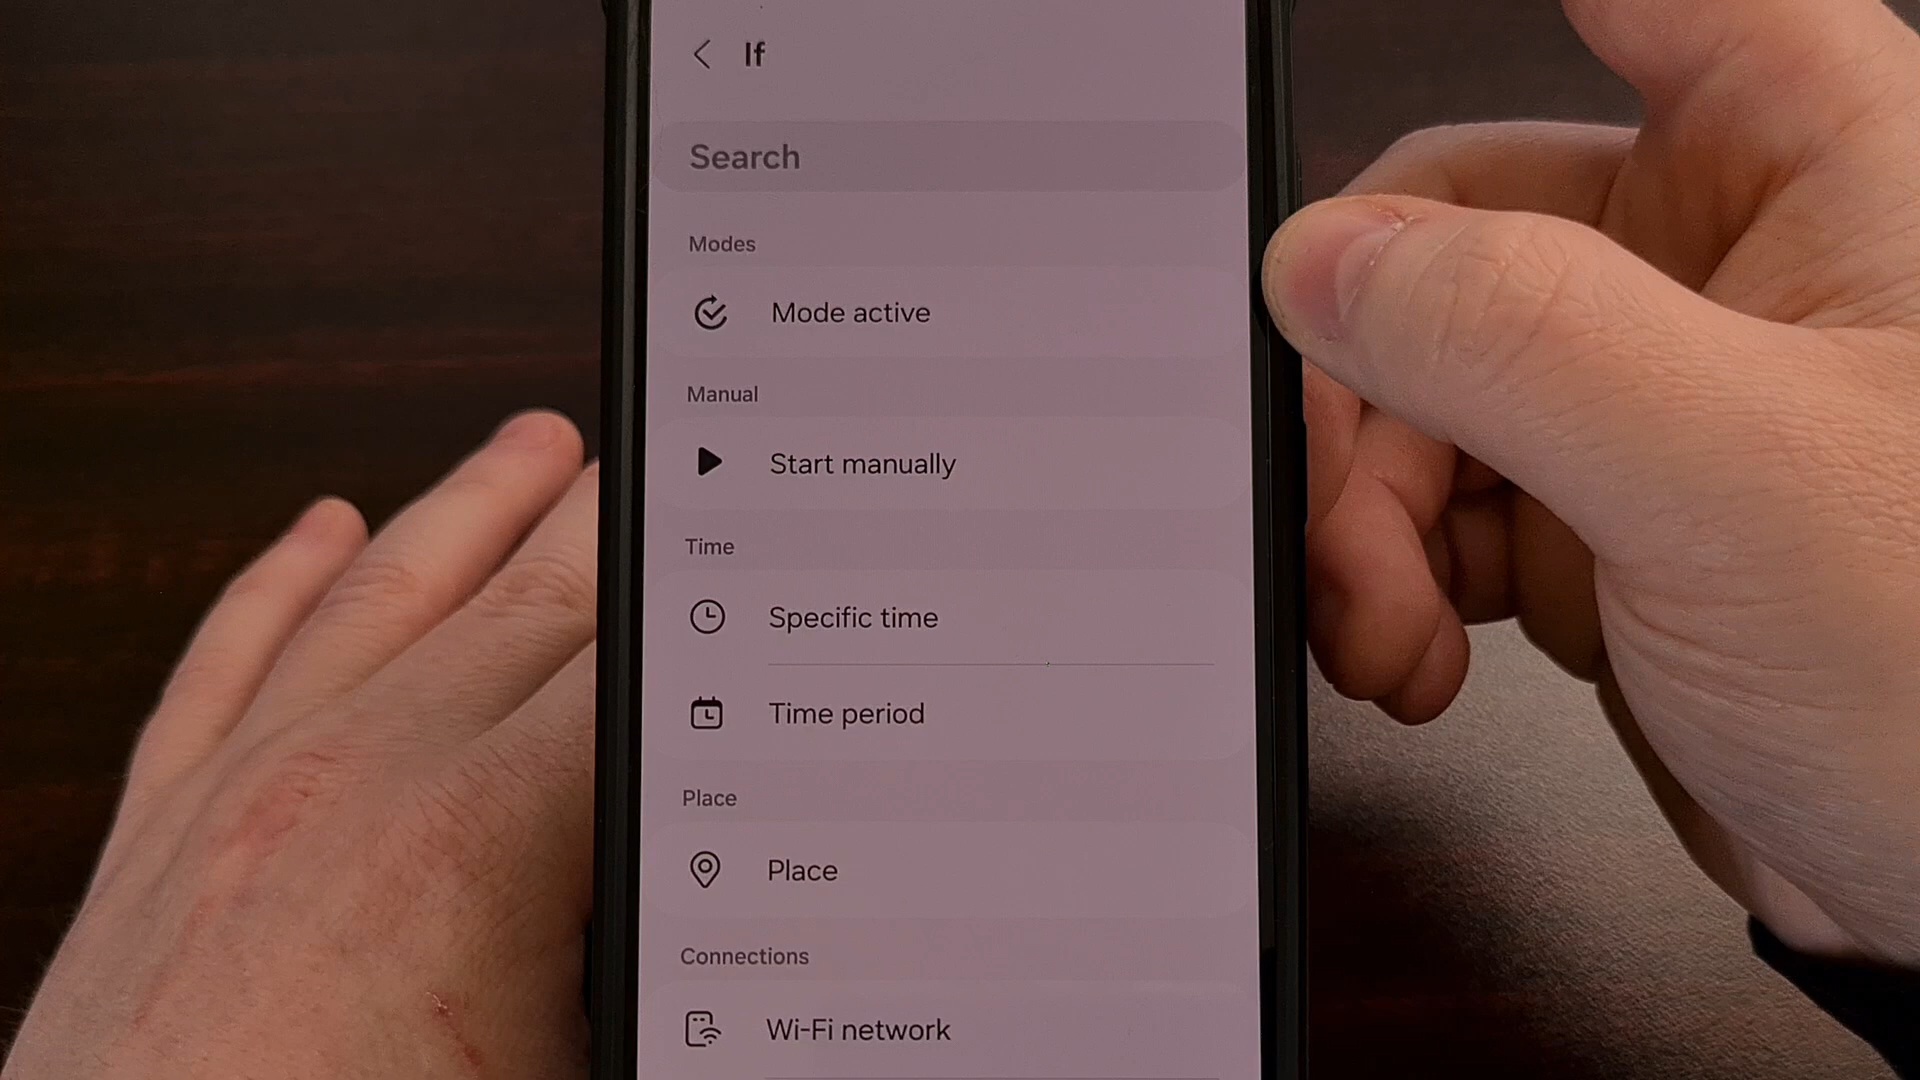 If
Search
Modes
Mode active
Manual
Start manually
Time
Specific time
Time period
Place
Place
Connections
Wi-Fi network